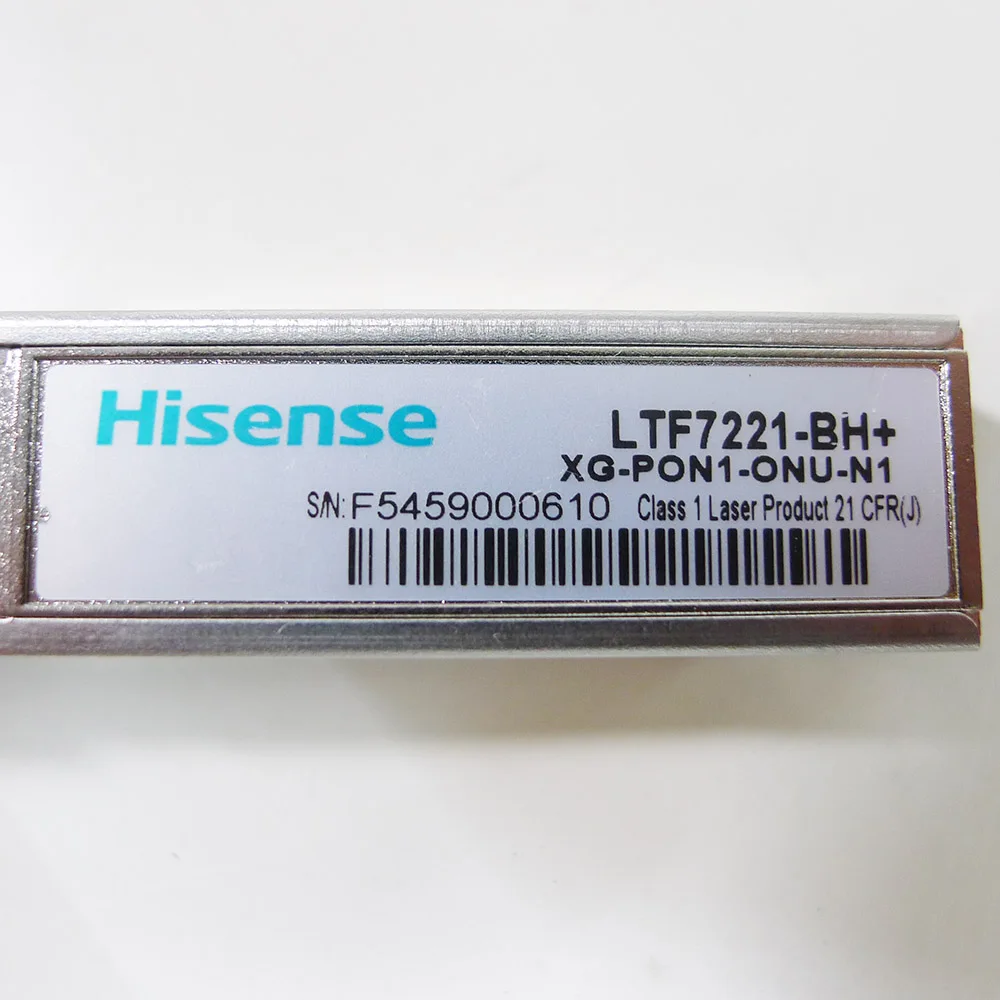 Hisense
LTF7221-BH+
XG-PON1-ONU-N1
S/N: F5459000610 Class 1 Laser Product 21 CFR(J)